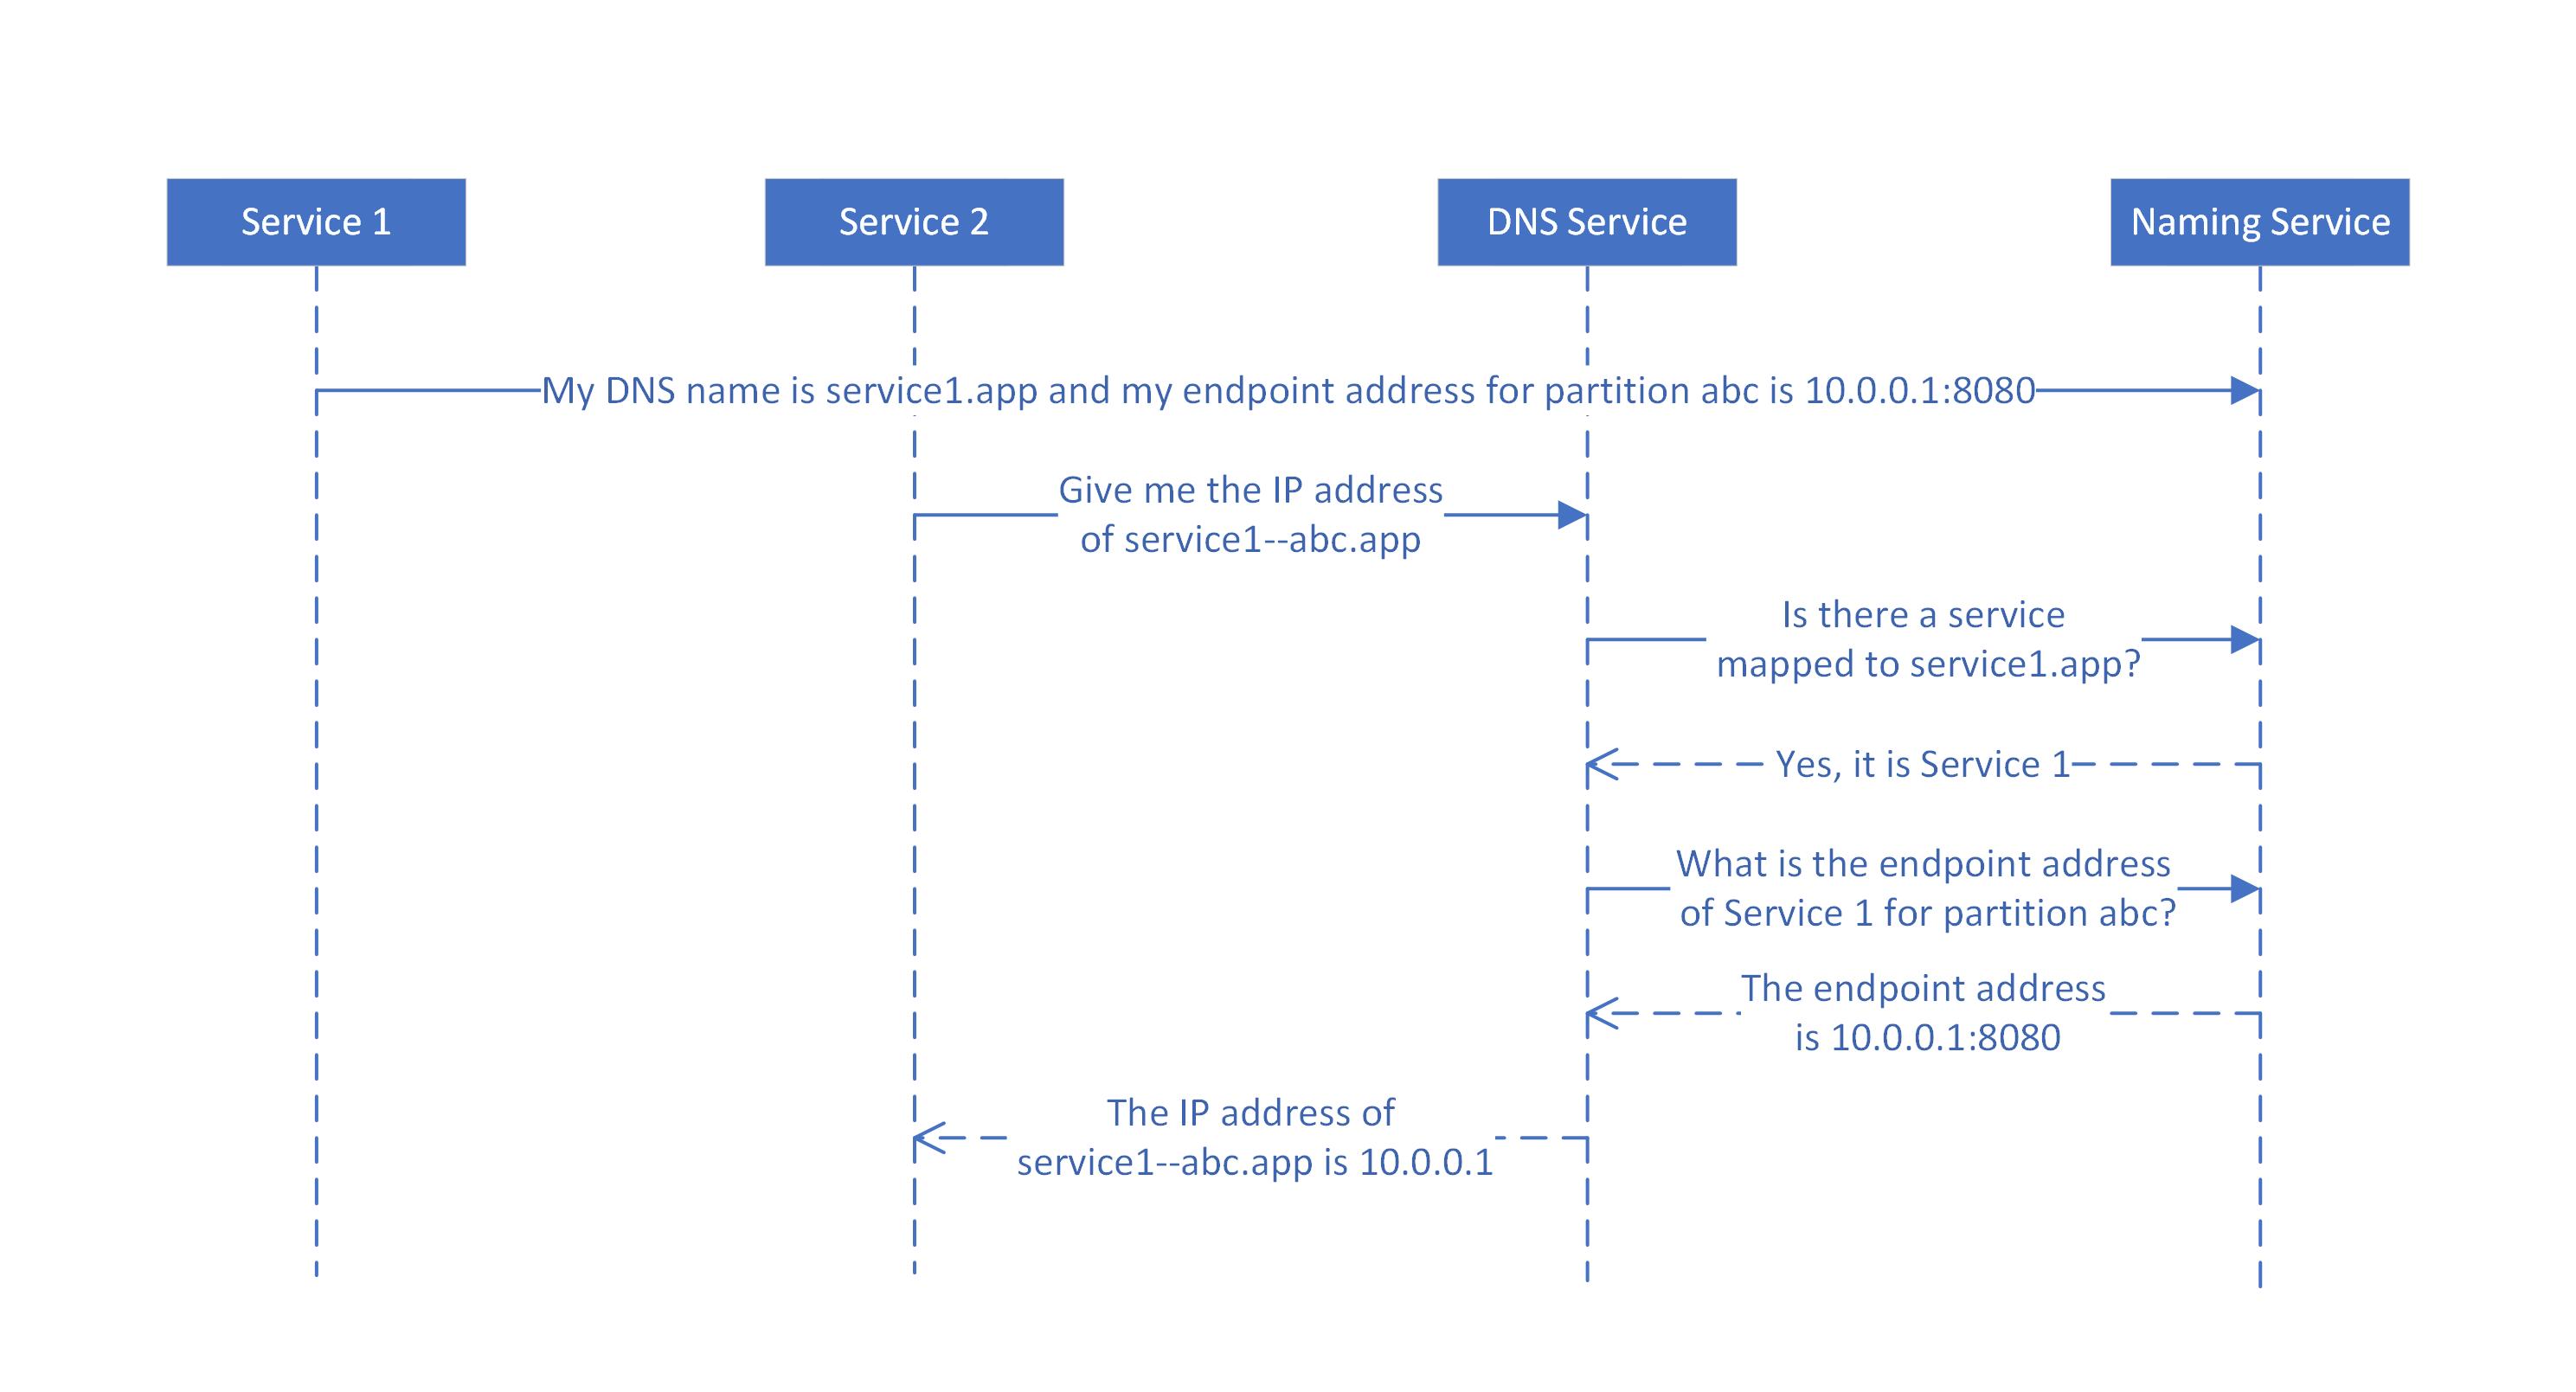 Service 1
Service 2
DNS Service
Naming Service
My DNS name is service1.app and my endpoint address for partition abc is 10.0.0.1:8080
Give me the IP address
of service1--abc.app
Is there a service
mapped to service1.app?
Yes, it is Service 1
What is the endpoint address
of Service 1 for partition abc?
The endpoint address
is 10.0.0.1:8080
The IP address of
service1--abc.app is 10.0.0.1